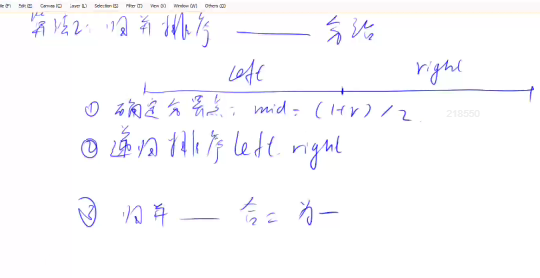 File (F) Edit (E) Canvas (C) Layer (L) Selection (S) Filter (T) View (V) Window (W) Other (O)
算法2：归并排序 —— 分治
left right
① 确定分界点：mid = (l+r)/2
219550
② 递归排序 left right
③ 归并 —— 合二为一